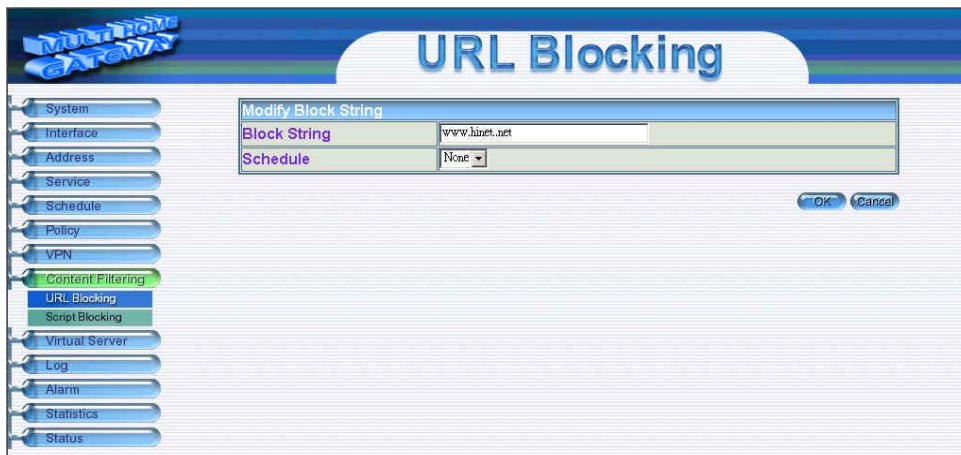 MULTI HOME
GATEWAY
URL Blocking
System
Interface
Address
Service
Schedule
Policy
VPN
Content Filtering
URL Blocking
Script Blocking
Virtual Server
Log
Alarm
Statistics
Status
Modify Block String
Block String www.hinet..net
Schedule None
OK Cancel